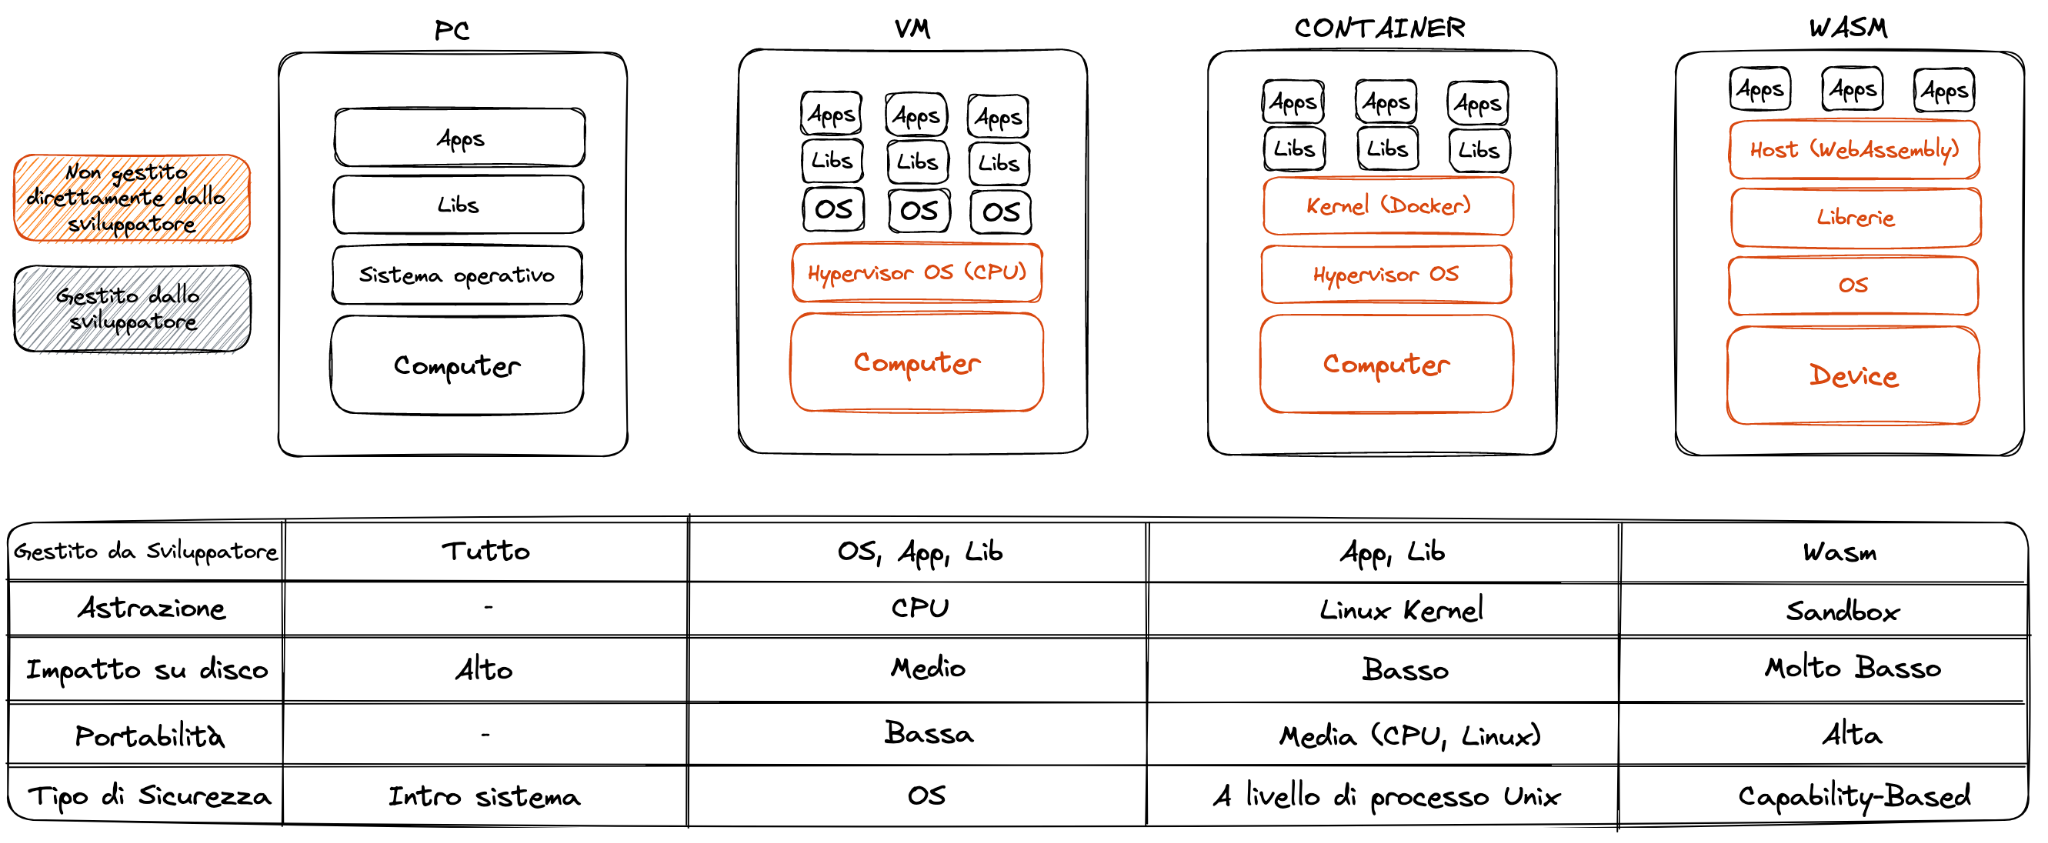 PC
VM
CONTAINER
WASM
Non gestito
direttamente dallo
sviluppatore
Gestito dallo
sviluppatore
Apps
Libs
Sistema operativo
Computer
Apps Apps Apps
Libs Libs Libs
OS OS OS
Hypervisor OS (CPU)
Computer
Apps Apps Apps
Libs Libs Libs
Kernel (Docker)
Hypervisor OS
Computer
Apps Apps Apps
Host (WebAssembly)
Librerie
OS
Device
Gestito da Sviluppatore Tutto OS, App, Lib App, Lib Wasm
Astrazione - CPU Linux Kernel Sandbox
Impatto su disco Alto Medio Basso Molto Basso
Portabilità - Bassa Media (CPU, Linux) Alta
Tipo di Sicurezza Intro sistema OS A livello di processo Unix Capability-Based